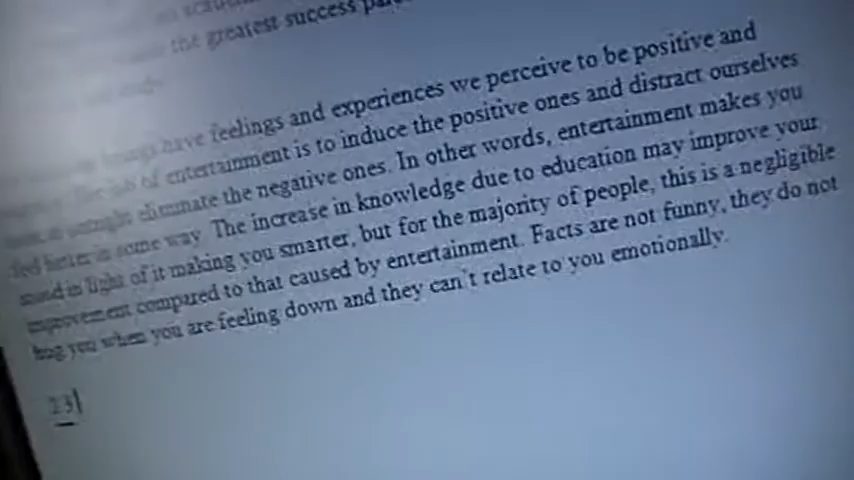 the greatest success
have feelings and experiences we perceive to be positive and
of entertainment is to induce the positive ones and distract ourselves
eliminate the negative ones. In other words, entertainment makes you
feel better in some way. The increase in knowledge due to education may improve your
mood in light of it making you smarter, but for the majority of people, this is a negligible
improvement compared to that caused by entertainment. Facts are not funny, they do not
hug you when you are feeling down and they can't relate to you emotionally.
23